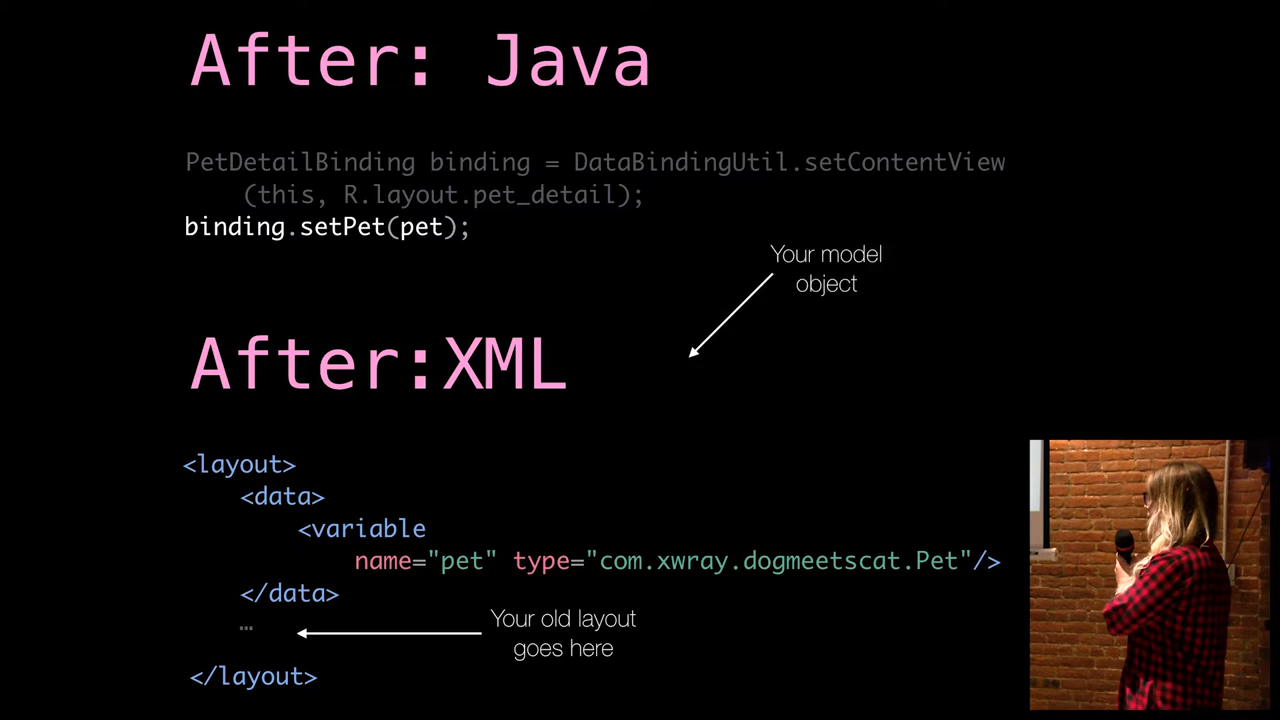 After: Java
PetDetailBinding binding = DataBindingUtil.setContentView
(this, R.layout.pet_detail);
binding.setPet(pet);
Your model
object
After:XML
<layout>
<data>
<variable
name="pet" type="com.xwray.dogmeetscat.Pet"/>
</data>
…
Your old layout
goes here
</layout>